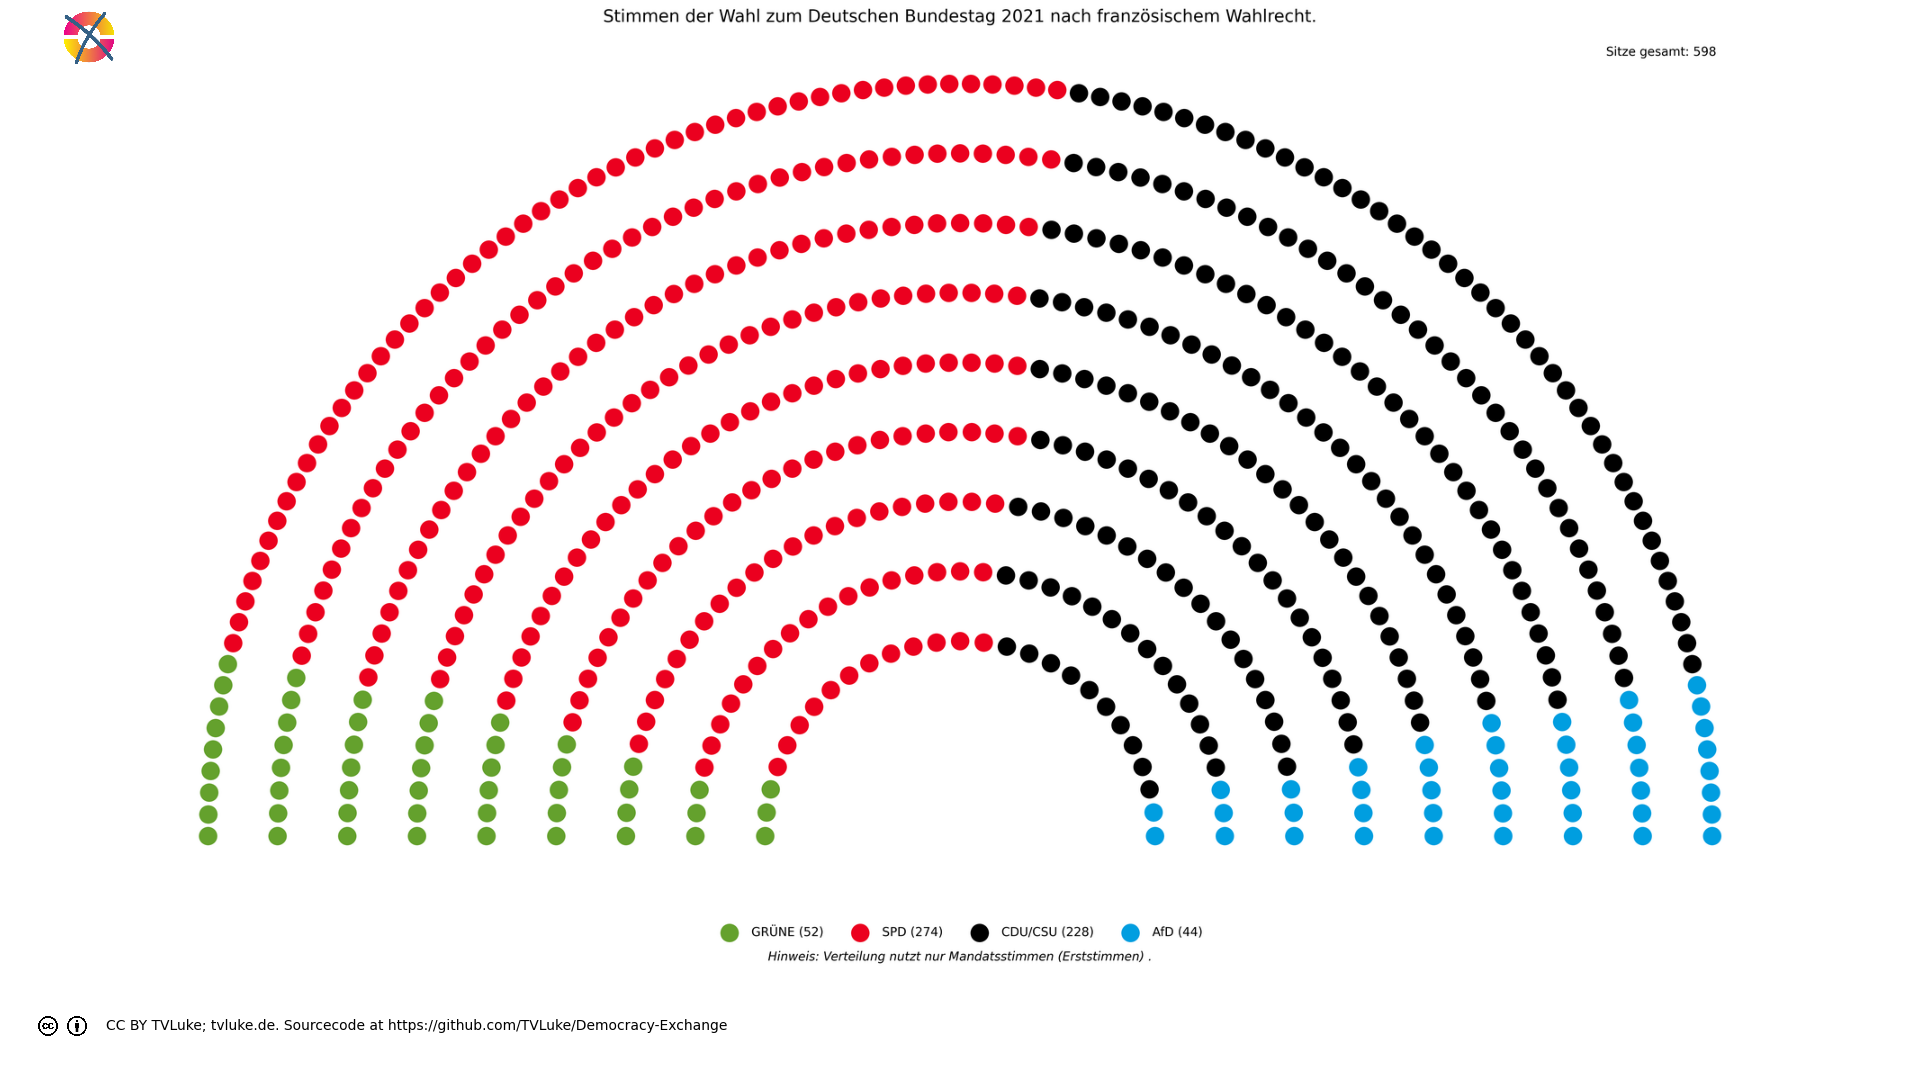 Stimmen der Wahl zum Deutschen Bundestag 2021 nach französischem Wahlrecht.
Sitze gesamt: 598
GRÜNE (52) SPD (274) CDU/CSU (228) AfD (44)
Hinweis: Verteilung nutzt nur Mandatsstimmen (Erststimmen) .
cc CC BY TVLuke; tvluke.de. Sourcecode at https://github.com/TVLuke/Democracy-Exchange